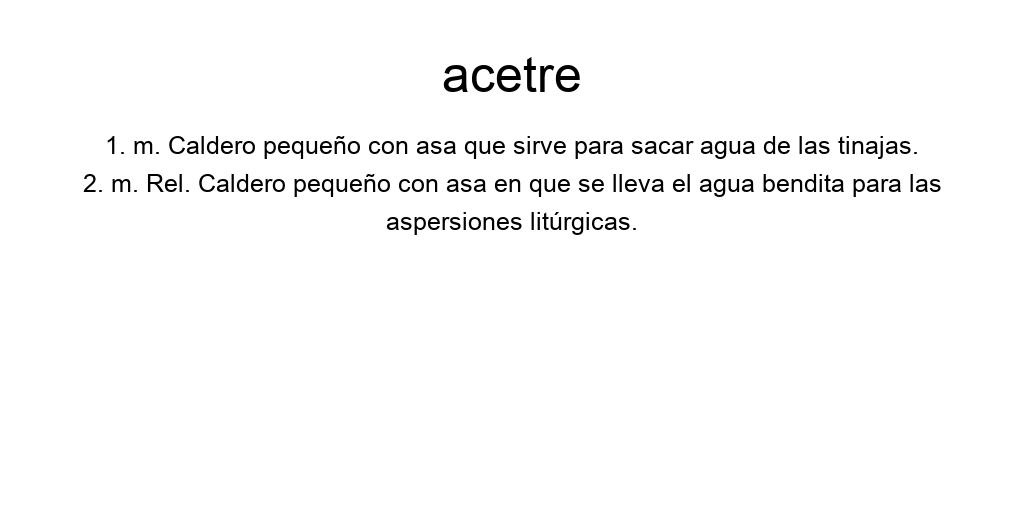 acetre
1. m. Caldero pequeño con asa que sirve para sacar agua de las tinajas.
2. m. Rel. Caldero pequeño con asa en que se lleva el agua bendita para las
aspersiones litúrgicas.